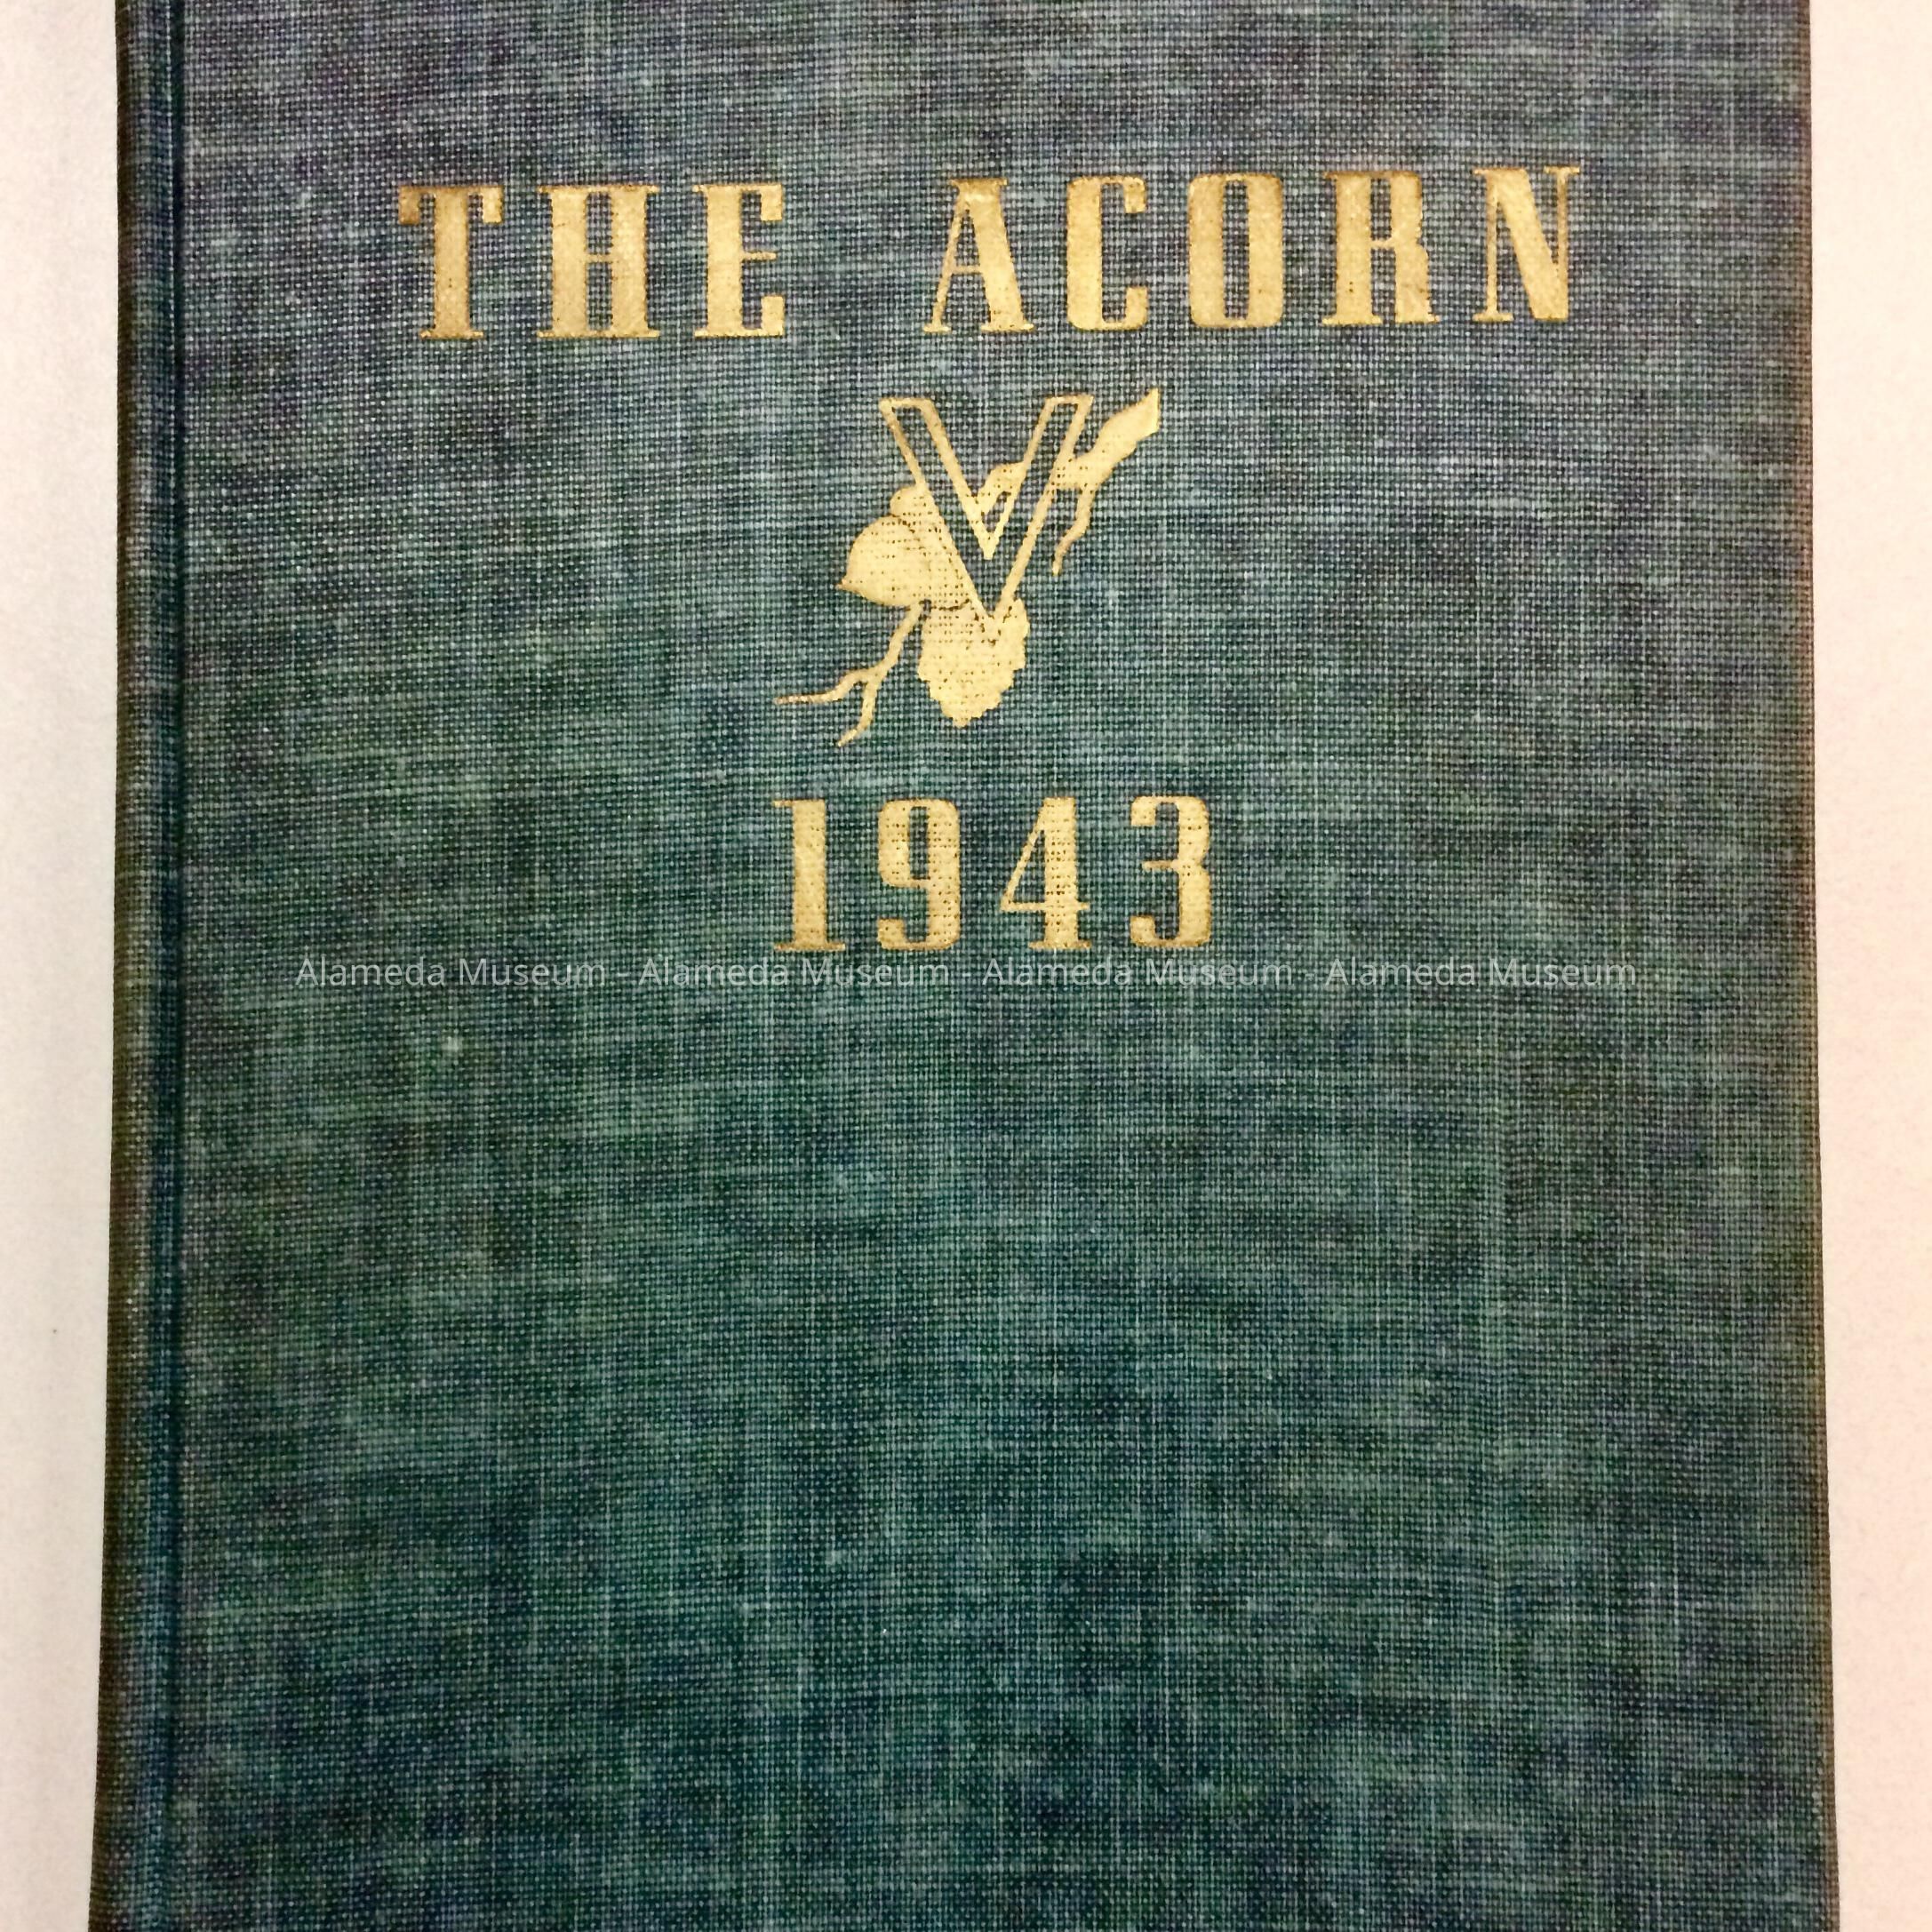 THE ACORN
V
1943
Alameda Museum - Alameda Museum - Alameda Museum - Alameda Museum